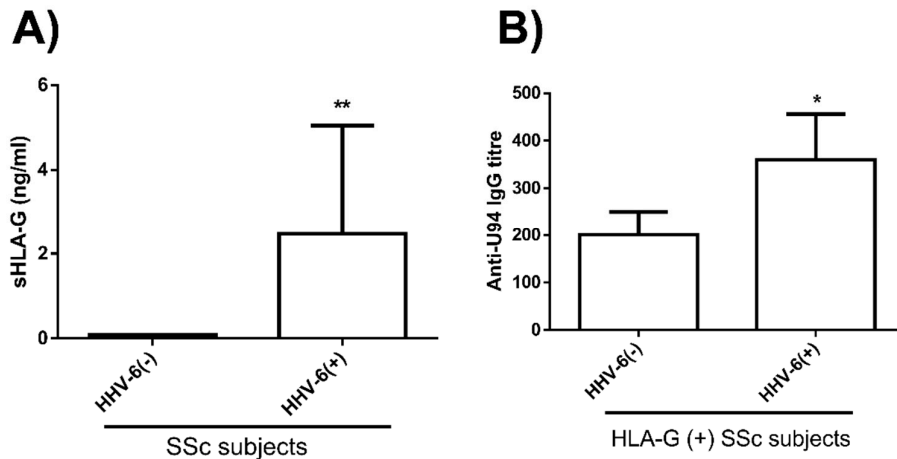 A)
sHLA-G (ng/ml)
6
4
2
0
**
HHV-6(-)
HHV-6(+)
SSc subjects
B)
Anti-U94 IgG titre
500
400
300
200
100
0
*
HHV-6(-)
HHV-6(+)
HLA-G (+) SSc subjects